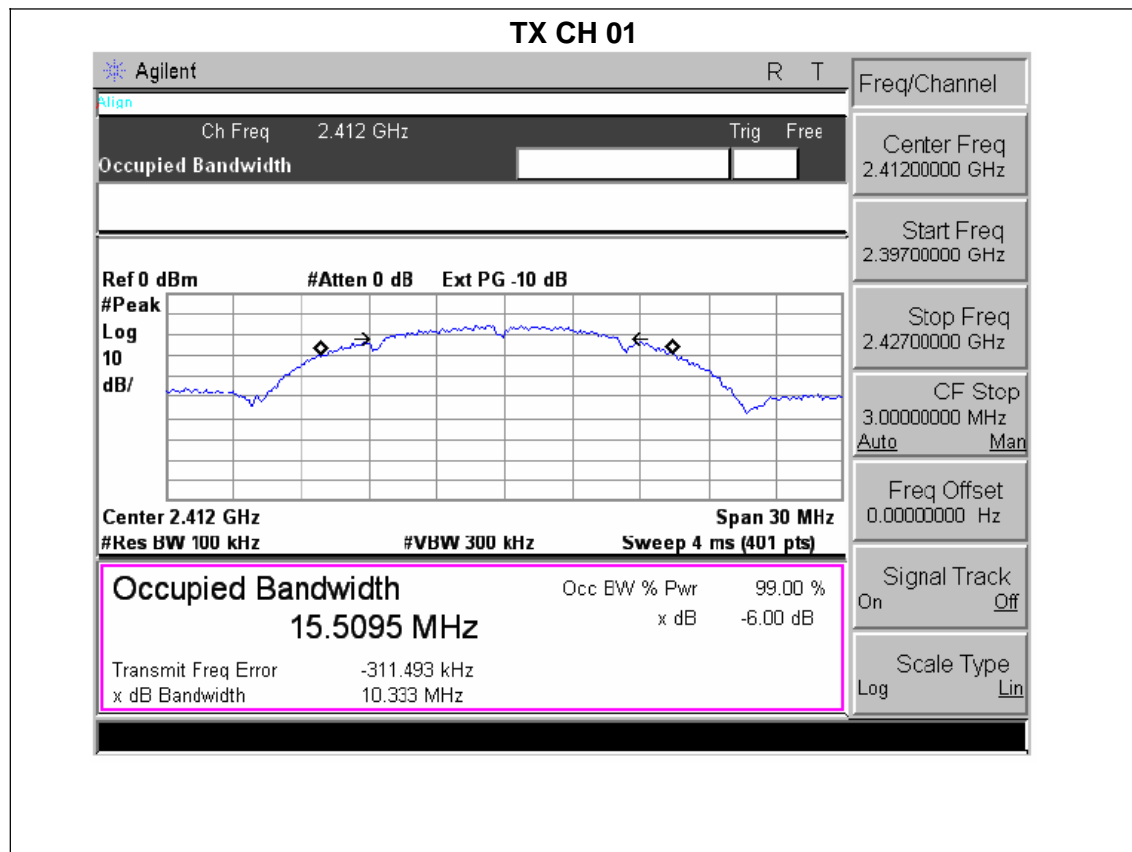 TX CH 01
Agilent R T
Align
Ch Freq 2.412 GHz Trig Free
Occupied Bandwidth
Ref 0 dBm #Atten 0 dB Ext PG -10 dB
#Peak
Log
10
dB/
Center 2.412 GHz Span 30 MHz
#Res BW 100 kHz #VBW 300 kHz Sweep 4 ms (401 pts)
Occupied Bandwidth Occ BW % Pwr 99.00 %
15.5095 MHz x dB -6.00 dB
Transmit Freq Error -311.493 kHz
x dB Bandwidth 10.333 MHz
Freq/Channel
Center Freq
2.41200000 GHz
Start Freq
2.39700000 GHz
Stop Freq
2.42700000 GHz
CF Stop
3.00000000 MHz
Auto Man
Freq Offset
0.00000000 Hz
Signal Track
On Off
Scale Type
Log Lin